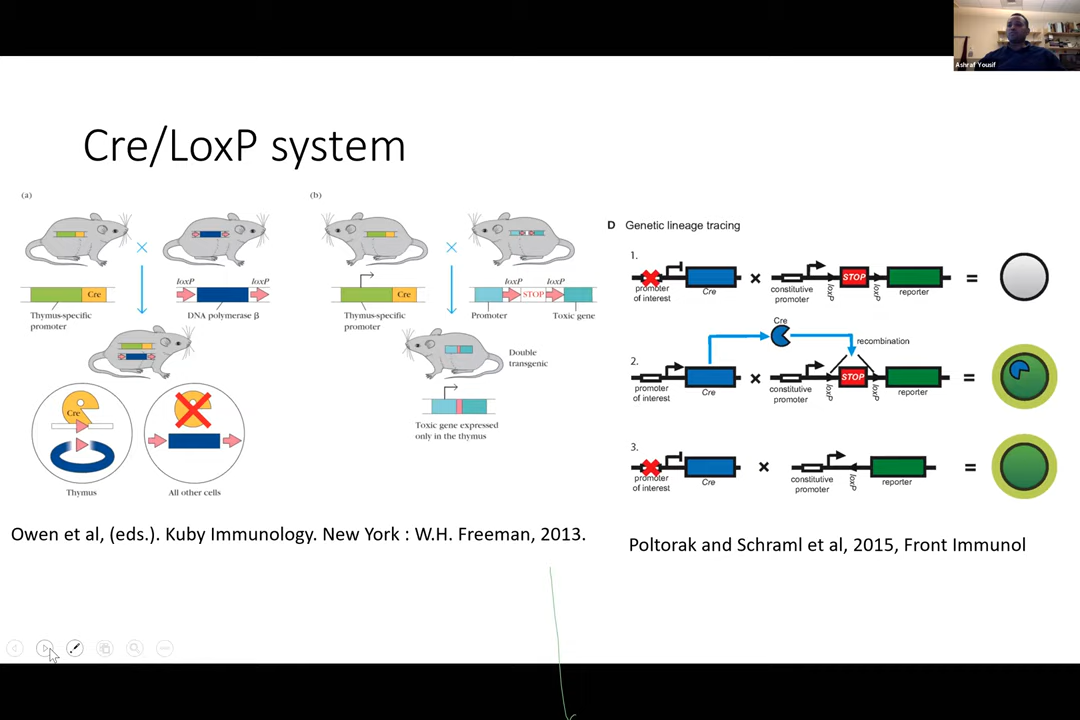 Ashraf Yousif
Cre/LoxP system
(a)
loxP
loxP
Cre
Thymus-specific
promoter
DNA polymerase β
Cre
Thymus
All other cells
(b)
loxP
loxP
Cre
STOP
Thymus-specific
promoter
Promoter
Toxic gene
Double
transgenic
Toxic gene expressed
only in the thymus
Owen et al, (eds.). Kuby Immunology. New York : W.H. Freeman, 2013.
D Genetic lineage tracing
1.
promoter
of interest
Cre
×
constitutive
promoter
loxP
STOP
loxP
reporter
=
Cre
recombination
2.
promoter
of interest
Cre
×
constitutive
promoter
loxP
STOP
loxP
reporter
=
3.
promoter
of interest
Cre
×
constitutive
promoter
loxP
reporter
=
Poltorak and Schraml et al, 2015, Front Immunol